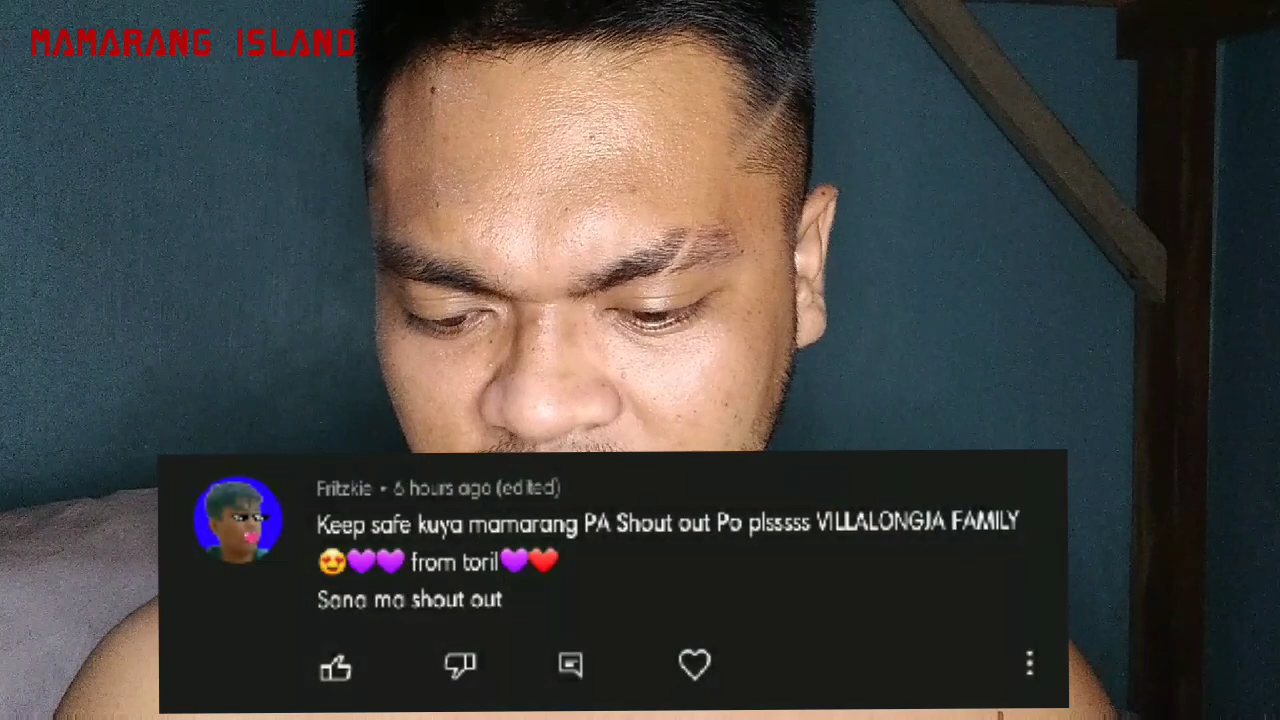 MAMARANG ISLAND
Fritzkie • 6 hours ago (edited)
Keep safe kuya mamarang PA Shout out Po plsssss VILLALONGJA FAMILY
😍💜💜 from toril💜❤️
Sana ma shout out